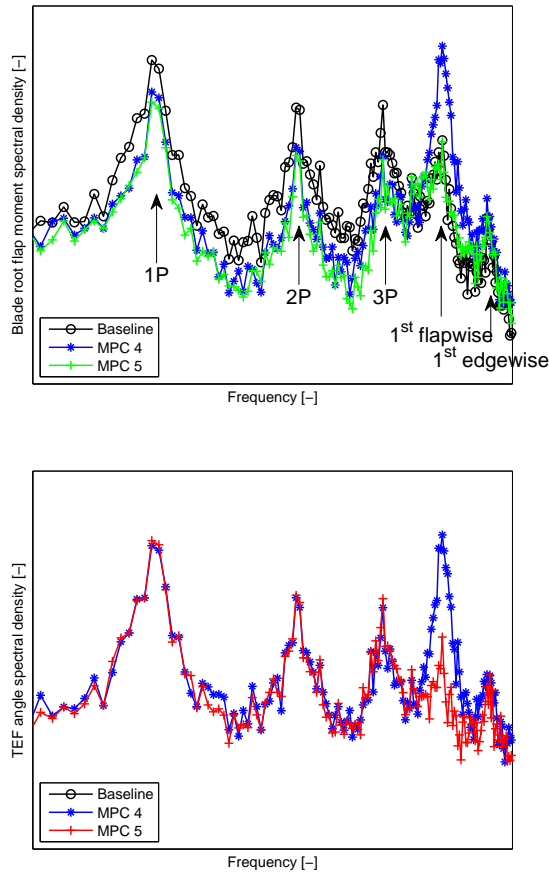 Blade root flap moment spectral density [–]
1P
2P
3P
1st flapwise
1st edgewise
Baseline
MPC 4
MPC 5
Frequency [–]
TEF angle spectral density [–]
Baseline
MPC 4
MPC 5
Frequency [–]